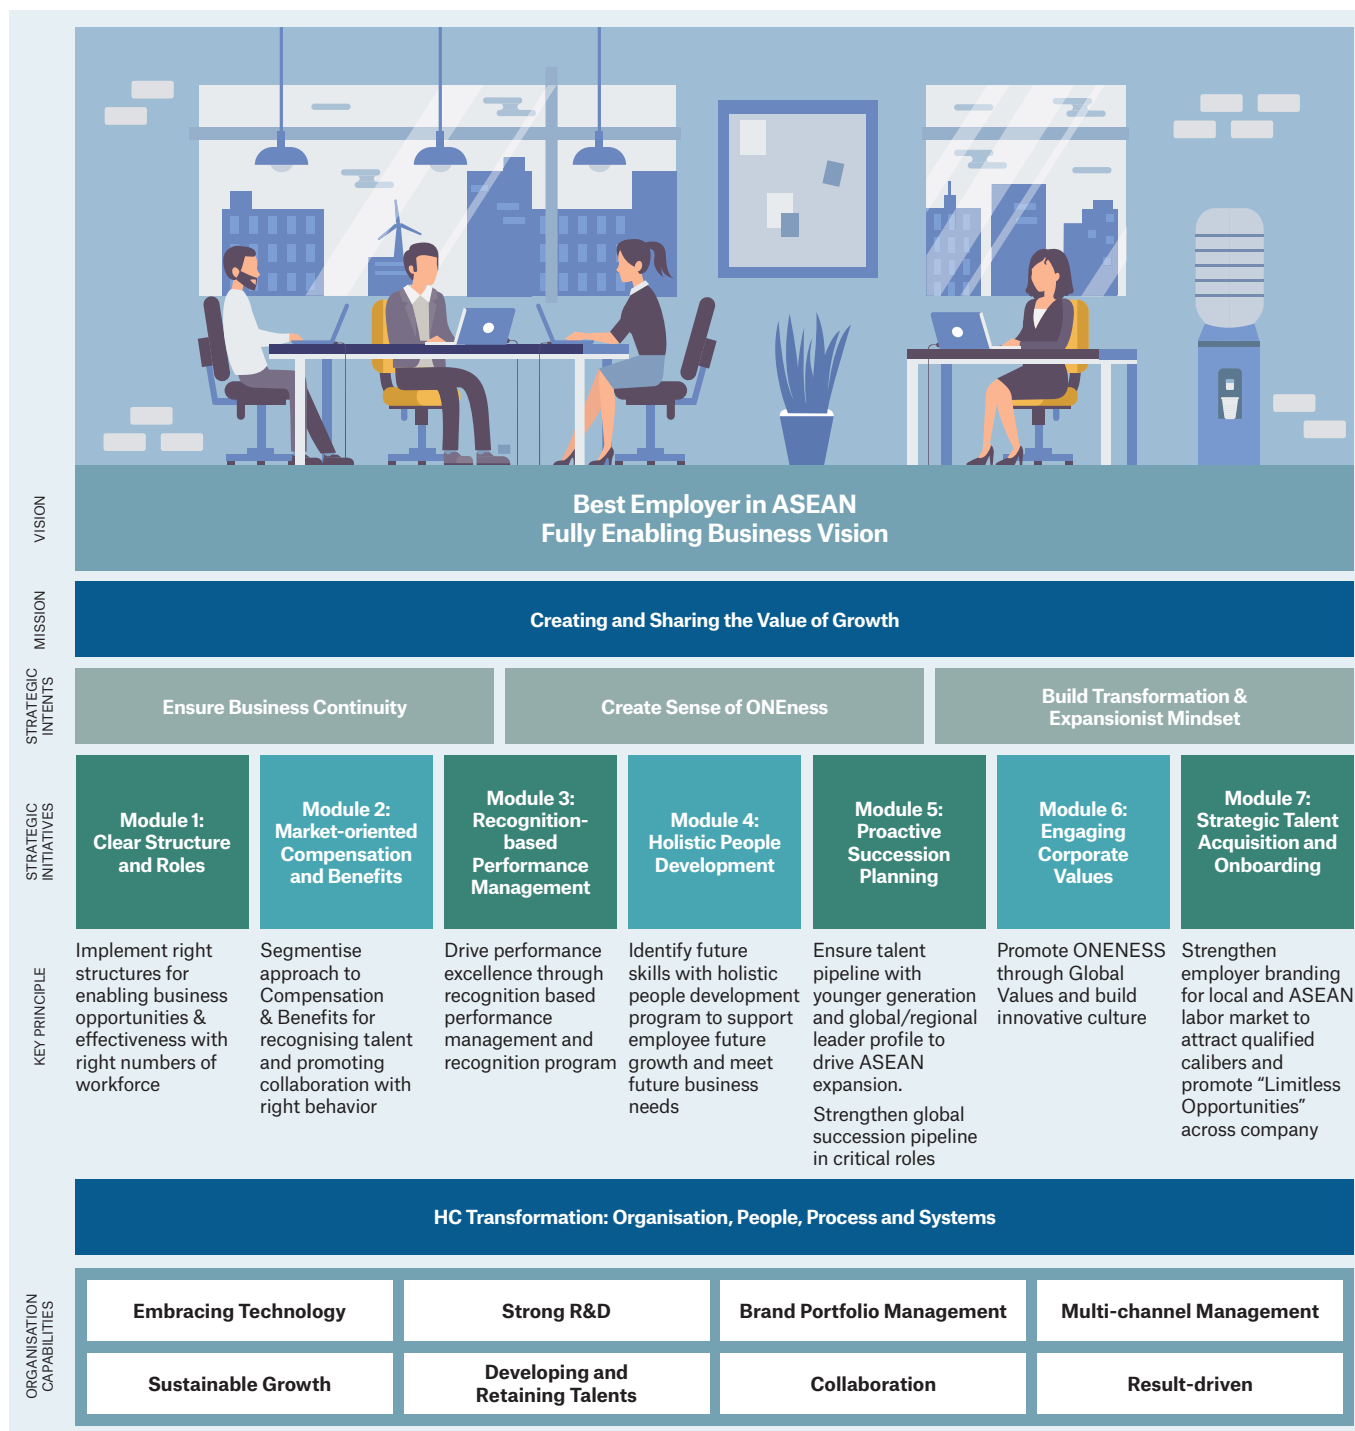 VISION
Best Employer in ASEAN
Fully Enabling Business Vision
MISSION
Creating and Sharing the Value of Growth
STRATEGIC
INTENTS
Ensure Business Continuity
Create Sense of ONEness
Build Transformation &
Expansionist Mindset
STRATEGIC
INITIATIVES
Module 1:
Clear Structure
and Roles
Module 2:
Market-oriented
Compensation
and Benefits
Module 3:
Recognition-
based
Performance
Management
Module 4:
Holistic People
Development
Module 5:
Proactive
Succession
Planning
Module 6:
Engaging
Corporate
Values
Module 7:
Strategic Talent
Acquisition and
Onboarding
KEY PRINCIPLE
Implement right
structures for
enabling business
opportunities &
effectiveness with
right numbers of
workforce
Segmentise
approach to
Compensation
& Benefits for
recognising talent
and promoting
collaboration with
right behavior
Drive performance
excellence through
recognition based
performance
management and
recognition program
Identify future
skills with holistic
people development
program to support
employee future
growth and meet
future business
needs
Ensure talent
pipeline with
younger generation
and global/regional
leader profile to
drive ASEAN
expansion.
Strengthen global
succession pipeline
in critical roles
Promote ONENESS
through Global
Values and build
innovative culture
Strengthen
employer branding
for local and ASEAN
labor market to
attract qualified
calibers and
promote “Limitless
Opportunities”
across company
HC Transformation: Organisation, People, Process and Systems
ORGANISATION
CAPABILITIES
Embracing Technology
Strong R&D
Brand Portfolio Management
Multi-channel Management
Sustainable Growth
Developing and
Retaining Talents
Collaboration
Result-driven